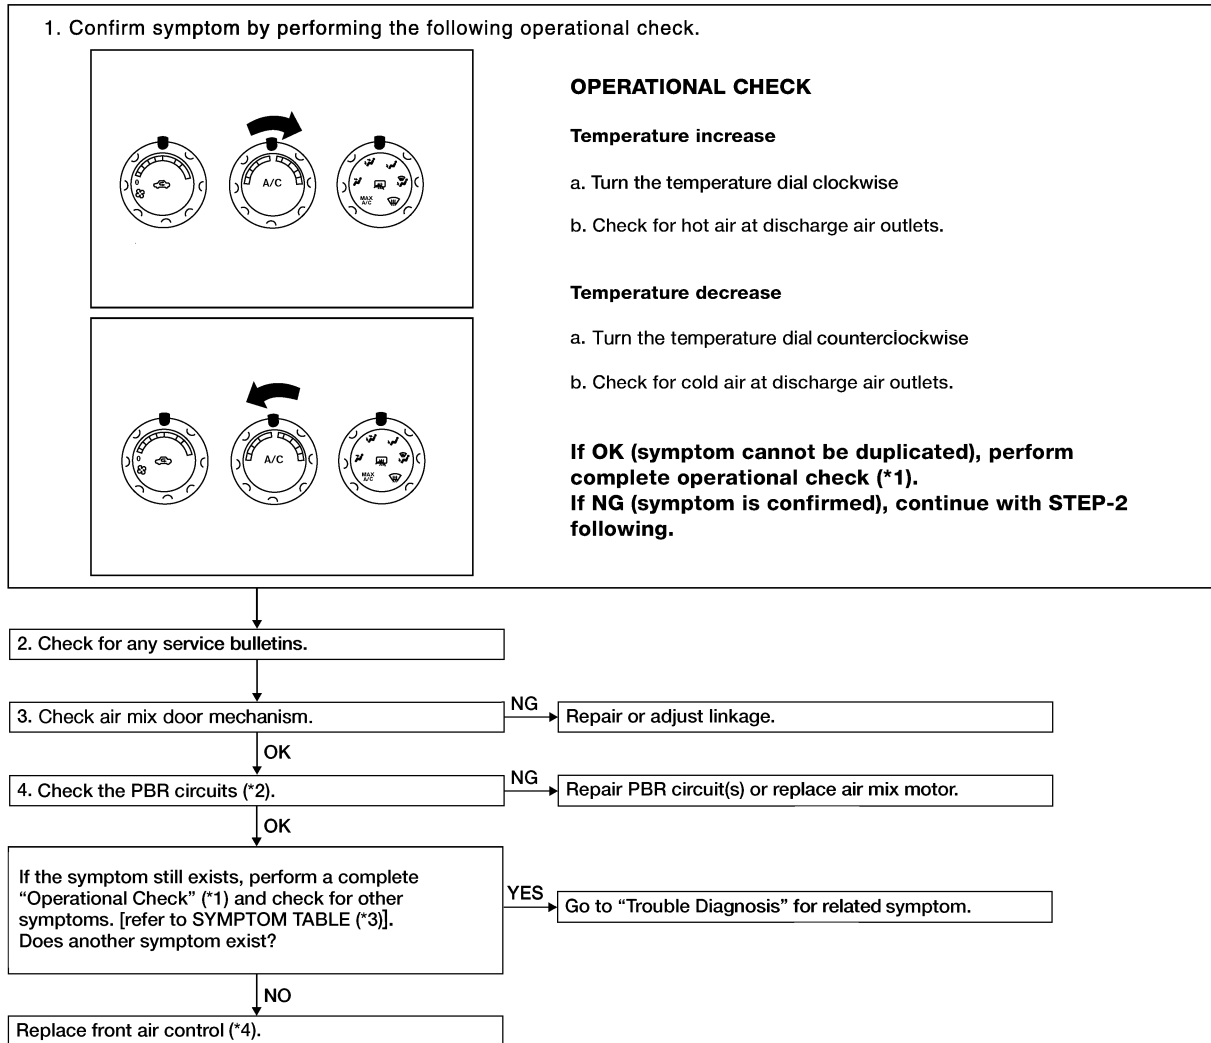 1. Confirm symptom by performing the following operational check.
A/C
MAX
A/C
OPERATIONAL CHECK
Temperature increase
a. Turn the temperature dial clockwise
b. Check for hot air at discharge air outlets.
0
A/C
MAX
A/C
0
Temperature decrease
a. Turn the temperature dial counterclockwise
b. Check for cold air at discharge air outlets.
If OK (symptom cannot be duplicated), perform
complete operational check (*1).
If NG (symptom is confirmed), continue with STEP-2
following.
2. Check for any service bulletins.
3. Check air mix door mechanism.
NG
Repair or adjust linkage.
OK
4. Check the PBR circuits (*2).
NG
Repair PBR circuit(s) or replace air mix motor.
OK
If the symptom still exists, perform a complete
“Operational Check” (*1) and check for other
symptoms. [refer to SYMPTOM TABLE (*3)].
Does another symptom exist?
YES
Go to “Trouble Diagnosis” for related symptom.
NO
Replace front air control (*4).